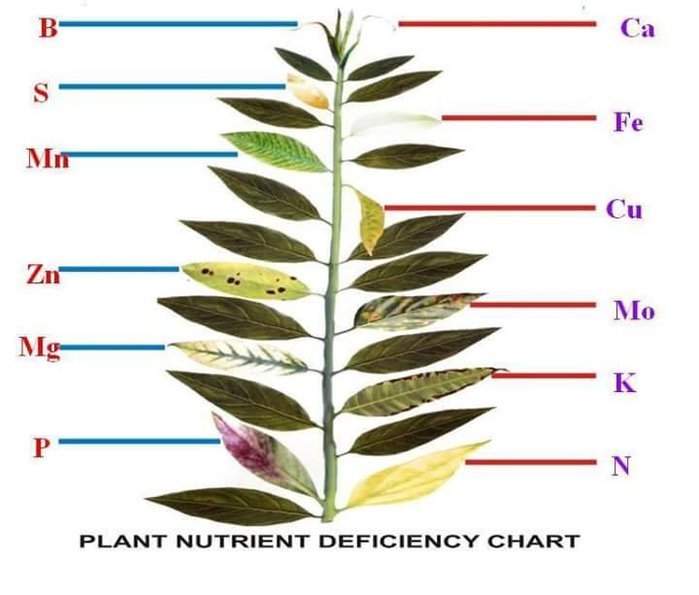 B
Ca
S
Fe
Mn
Cu
Zn
Mo
Mg
K
P
N
PLANT NUTRIENT DEFICIENCY CHART